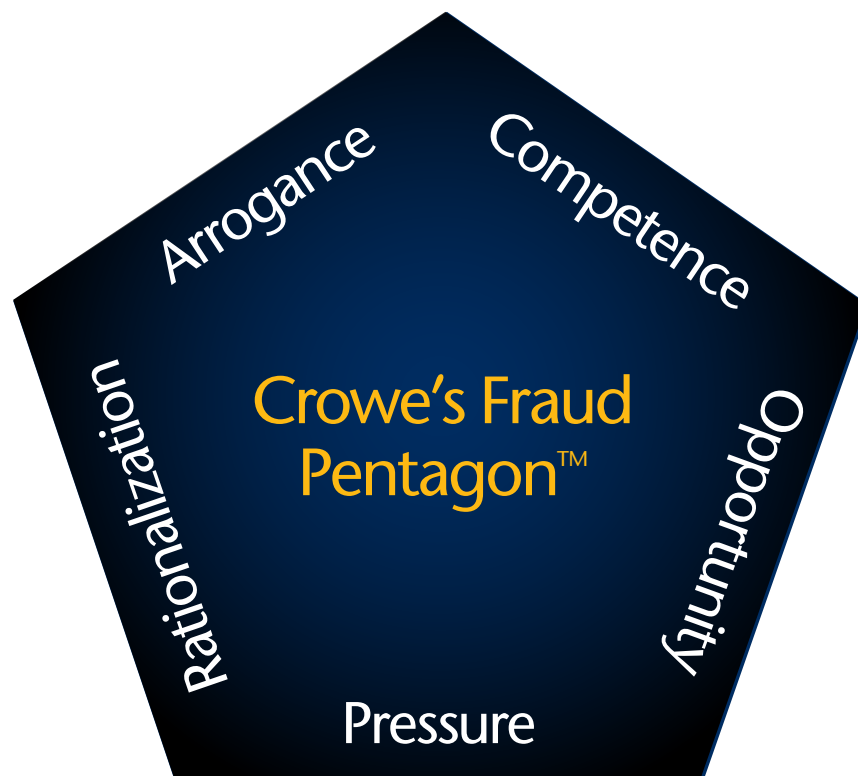 Arrogance
Competence
Rationalization
Crowe's Fraud
Pentagon™
Opportunity
Pressure